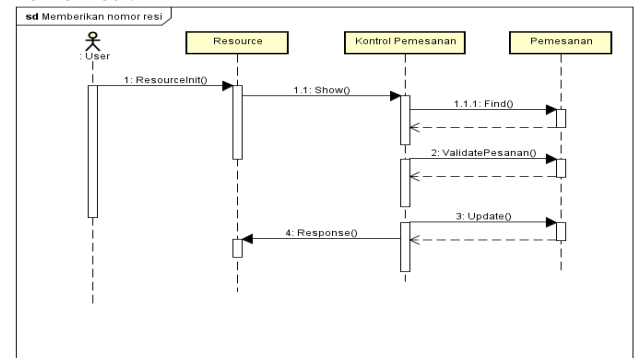 sd Memberikan nomor resi
: User
Resource
Kontrol Pemesanan
Pemesanan
1: ResourceInit()
1.1: Show()
1.1.1: Find()
2: ValidatePesanan()
3: Update()
4: Response()